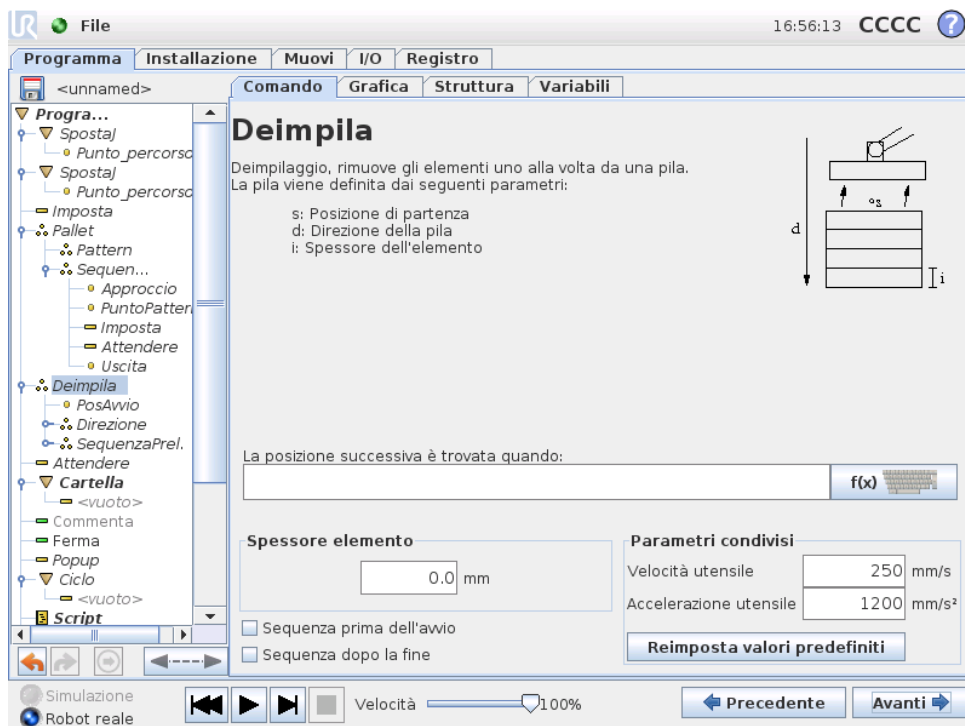 UR File 16:56:13 CCCC ?
Programma Installazione Muovi I/O Registro
<unnamed>
Comando Grafica Struttura Variabili
Progra...
SpostaJ
Punto_percorso
SpostaJ
Punto_percorso
Imposta
Pallet
Pattern
Sequen...
Approccio
PuntoPatter
Imposta
Attendere
Uscita
Deimpila
PosAvvio
Direzione
SequenzaPrel.
Attendere
Cartella
<vuoto>
Commenta
Ferma
Popup
Ciclo
<vuoto>
Script
Deimpila
Deimpilaggio, rimuove gli elementi uno alla volta da una pila.
La pila viene definita dai seguenti parametri:
s: Posizione di partenza
d: Direzione della pila
i: Spessore dell'elemento
s
d
i
La posizione successiva è trovata quando:
f(x)
Spessore elemento
0.0 mm
Sequenza prima dell'avvio
Sequenza dopo la fine
Parametri condivisi
Velocità utensile 250 mm/s
Accelerazione utensile 1200 mm/s²
Reimposta valori predefiniti
Simulazione
Robot reale
Velocità 100%
Precedente Avanti